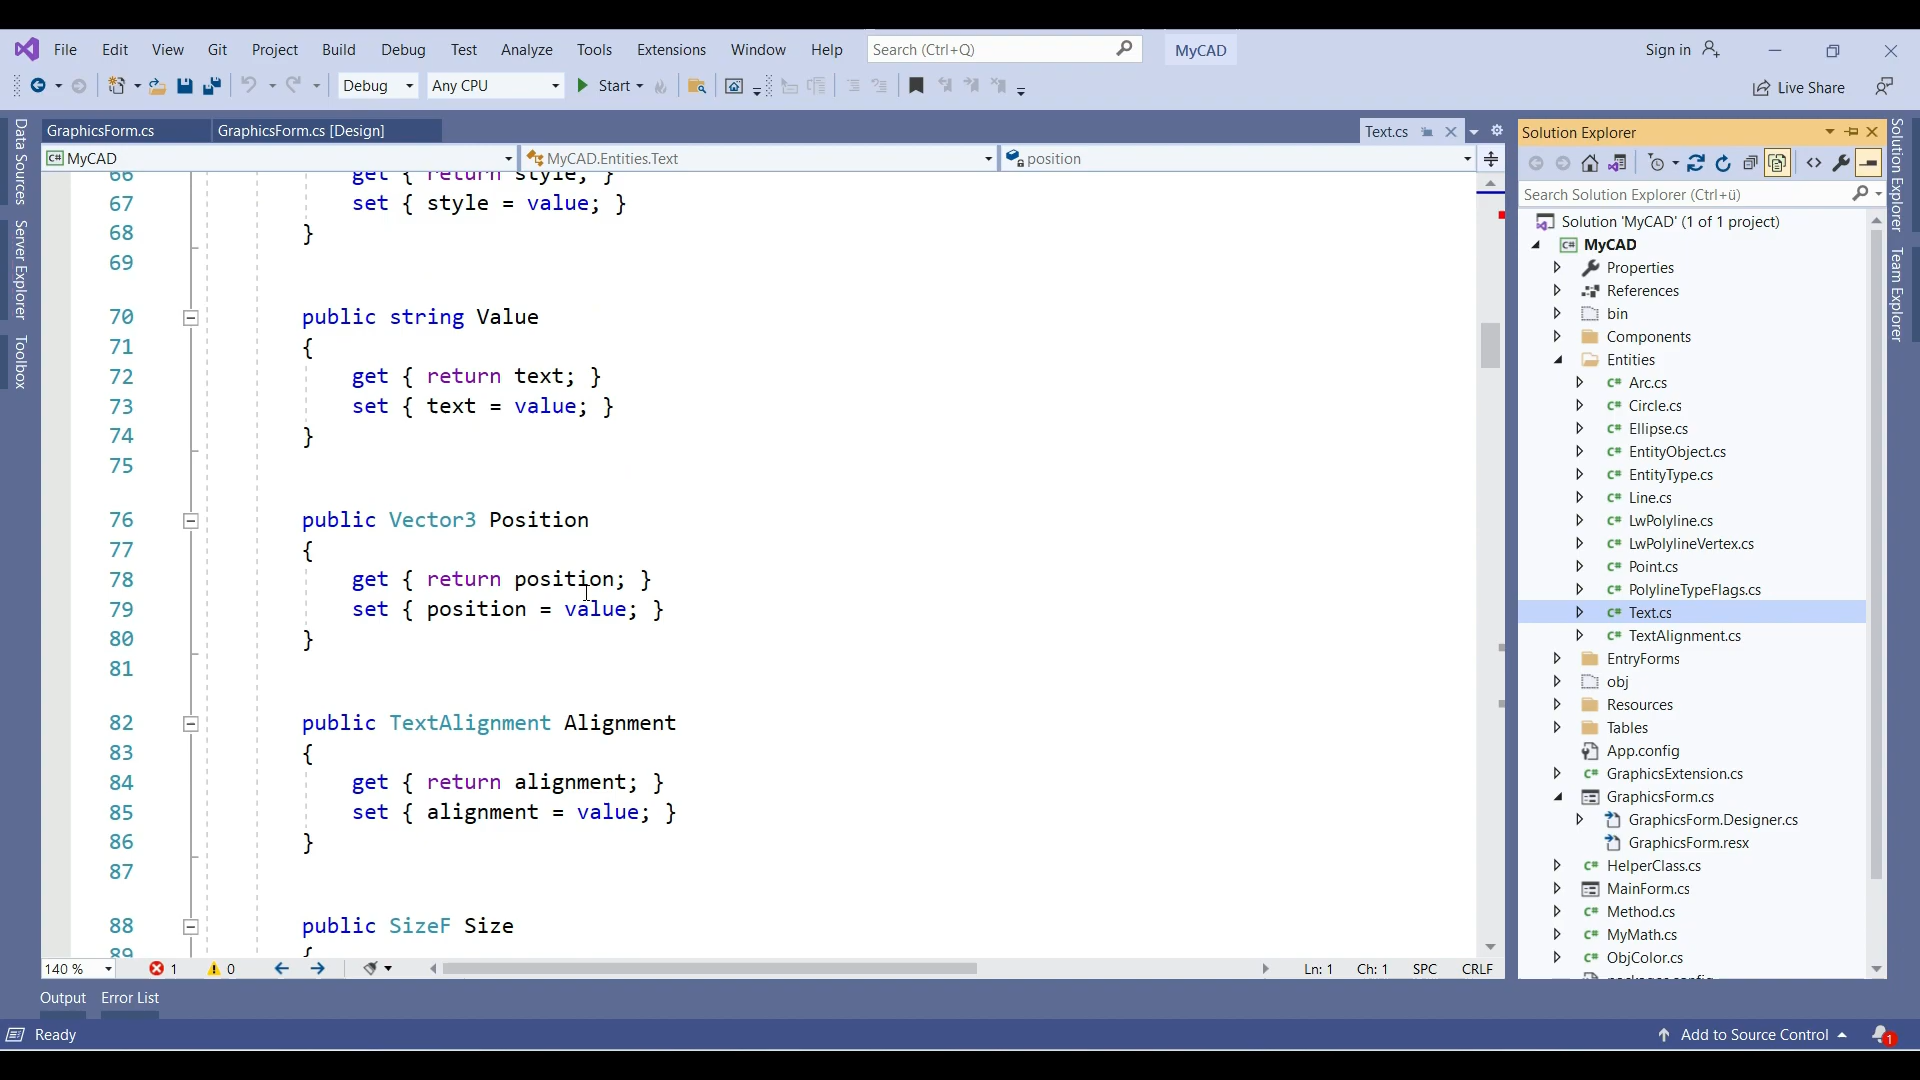 File Edit View Git Project Build Debug Test Analyze Tools Extensions Window Help Search (Ctrl+Q) MyCAD Sign in
Debug Any CPU Start Live Share
GraphicsForm.cs GraphicsForm.cs [Design] Text.cs
C# MyCAD MyCAD.Entities.Text position
Data Sources
Server Explorer
Toolbox
66 get { return style; }
67 set { style = value; }
68 }
69
70 public string Value
71 {
72 get { return text; }
73 set { text = value; }
74 }
75
76 public Vector3 Position
77 {
78 get { return position; }
79 set { position = value; }
80 }
81
82 public TextAlignment Alignment
83 {
84 get { return alignment; }
85 set { alignment = value; }
86 }
87
88 public SizeF Size
89 {
140 % 1 0 Ln: 1 Ch: 1 SPC CRLF
Output Error List
Ready Add to Source Control 1
Solution Explorer
Search Solution Explorer (Ctrl+ü)
Solution 'MyCAD' (1 of 1 project)
C# MyCAD
Properties
References
bin
Components
Entities
C# Arc.cs
C# Circle.cs
C# Ellipse.cs
C# EntityObject.cs
C# EntityType.cs
C# Line.cs
C# LwPolyline.cs
C# LwPolylineVertex.cs
C# Point.cs
C# PolylineTypeFlags.cs
C# Text.cs
C# TextAlignment.cs
EntryForms
obj
Resources
Tables
App.config
C# GraphicsExtension.cs
GraphicsForm.cs
GraphicsForm.Designer.cs
GraphicsForm.resx
C# HelperClass.cs
MainForm.cs
C# Method.cs
C# MyMath.cs
C# ObjColor.cs
packages.config
Solution Explorer
Team Explorer